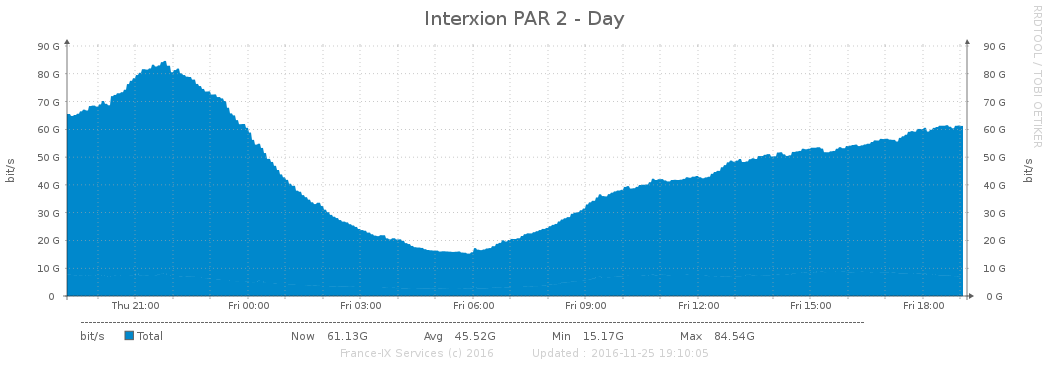 Interxion PAR 2 - Day
RRDTOOL / TOBI OETIKER
90 G 90 G
80 G 80 G
70 G 70 G
60 G 60 G
50 G 50 G
40 G 40 G
30 G 30 G
20 G 20 G
10 G 10 G
0 0 G
bit/s
bit/s
Thu 21:00 Fri 00:00 Fri 03:00 Fri 06:00 Fri 09:00 Fri 12:00 Fri 15:00 Fri 18:00
bit/s Total Now 61.13G Avg 45.52G Min 15.17G Max 84.54G
France-IX Services (c) 2016 Updated : 2016-11-25 19:10:05